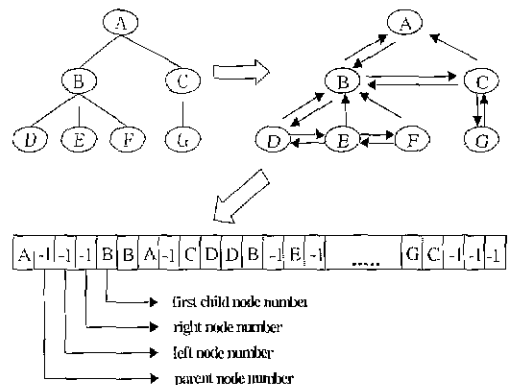 A
A
B
C
B
C
D
E
F
G
D
E
F
G
A -1 -1 -1 B B A -1 C D D B -1 E -1 ..... G C -1 -1 -1
first child node number
right node number
left node number
parent node number